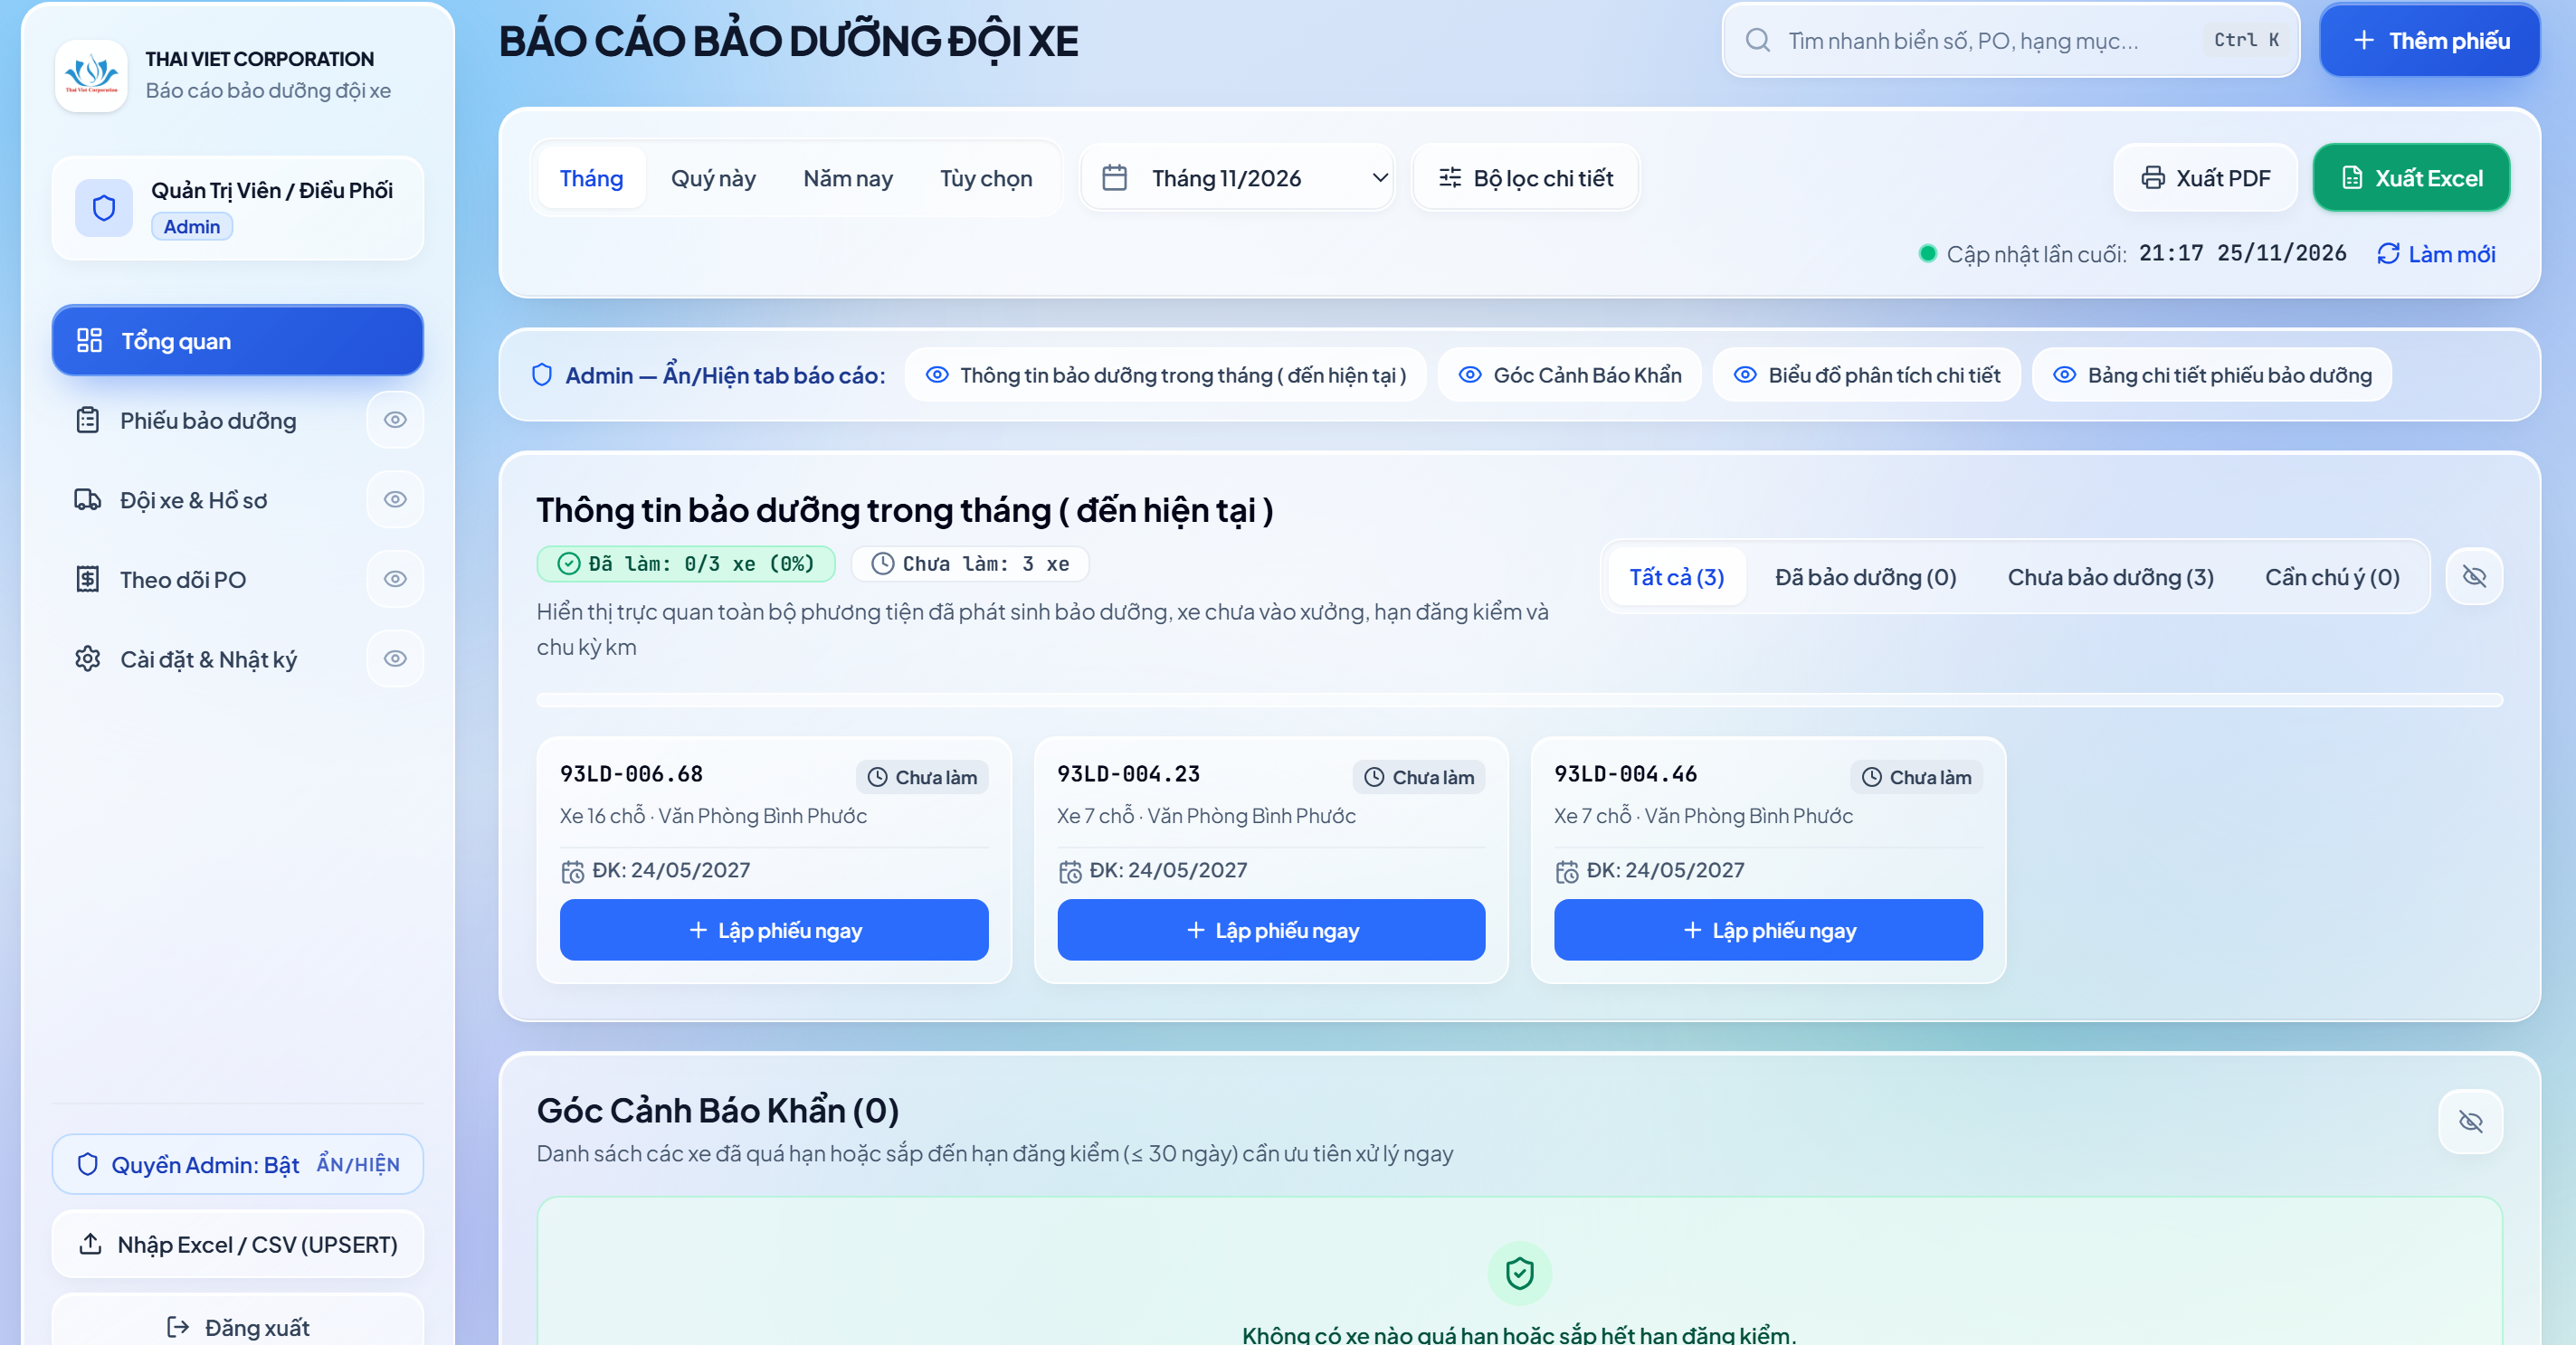 THAI VIET CORPORATION
Báo cáo bảo dưỡng đội xe
Thai Viet Corporation
Quản Trị Viên / Điều Phối
Admin
Tổng quan
Phiếu bảo dưỡng
Đội xe & Hồ sơ
Theo dõi PO
Cài đặt & Nhật ký
Quyền Admin: Bật ẨN/HIỆN
Nhập Excel / CSV (UPSERT)
Đăng xuất
BÁO CÁO BẢO DƯỠNG ĐỘI XE
Tìm nhanh biển số, PO, hạng mục... Ctrl K
Thêm phiếu
Tháng Quý này Năm nay Tùy chọn Tháng 11/2026 Bộ lọc chi tiết Xuất PDF Xuất Excel
Cập nhật lần cuối: 21:17 25/11/2026 Làm mới
Admin — Ẩn/Hiện tab báo cáo: Thông tin bảo dưỡng trong tháng ( đến hiện tại ) Góc Cảnh Báo Khẩn Biểu đồ phân tích chi tiết Bảng chi tiết phiếu bảo dưỡng
Thông tin bảo dưỡng trong tháng ( đến hiện tại )
Đã làm: 0/3 xe (0%) Chưa làm: 3 xe
Hiển thị trực quan toàn bộ phương tiện đã phát sinh bảo dưỡng, xe chưa vào xưởng, hạn đăng kiểm và
chu kỳ km
Tất cả (3) Đã bảo dưỡng (0) Chưa bảo dưỡng (3) Cần chú ý (0)
93LD-006.68 Chưa làm
Xe 16 chỗ · Văn Phòng Bình Phước
ĐK: 24/05/2027
Lập phiếu ngay
93LD-004.23 Chưa làm
Xe 7 chỗ · Văn Phòng Bình Phước
ĐK: 24/05/2027
Lập phiếu ngay
93LD-004.46 Chưa làm
Xe 7 chỗ · Văn Phòng Bình Phước
ĐK: 24/05/2027
Lập phiếu ngay
Góc Cảnh Báo Khẩn (0)
Danh sách các xe đã quá hạn hoặc sắp đến hạn đăng kiểm (≤ 30 ngày) cần ưu tiên xử lý ngay
Không có xe nào quá hạn hoặc sắp hết hạn đăng kiểm.